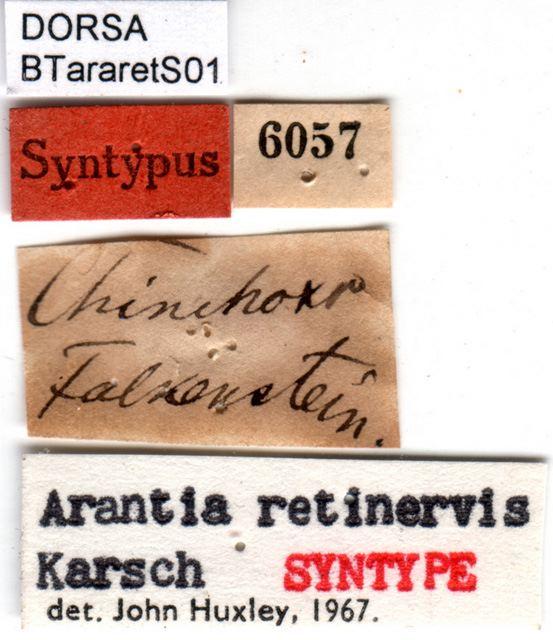 DORSA
BTararetS01
Syntypus
6057
Chinchoxo
Falkenstein.
Arantia retinervis
Karsch SYNTYPE
det. John Huxley, 1967.